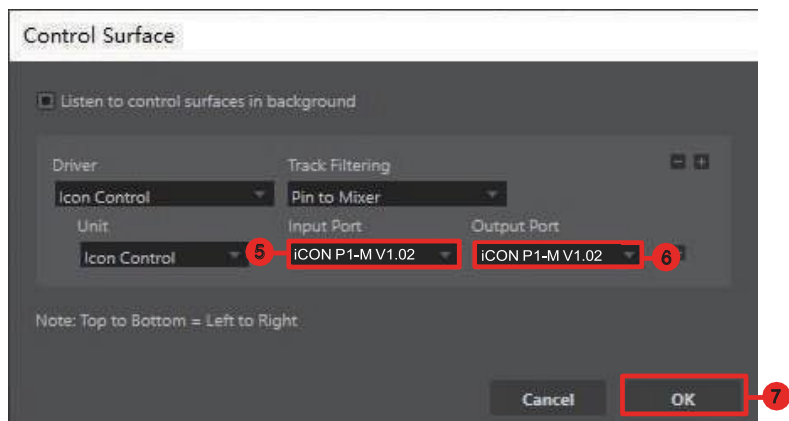 Control Surface
Listen to control surfaces in background
Driver Track Filtering
Icon Control Pin to Mixer
Unit Input Port Output Port
Icon Control 5 iCON P1-M V1.02 iCON P1-M V1.02 6
Note: Top to Bottom = Left to Right
Cancel OK 7